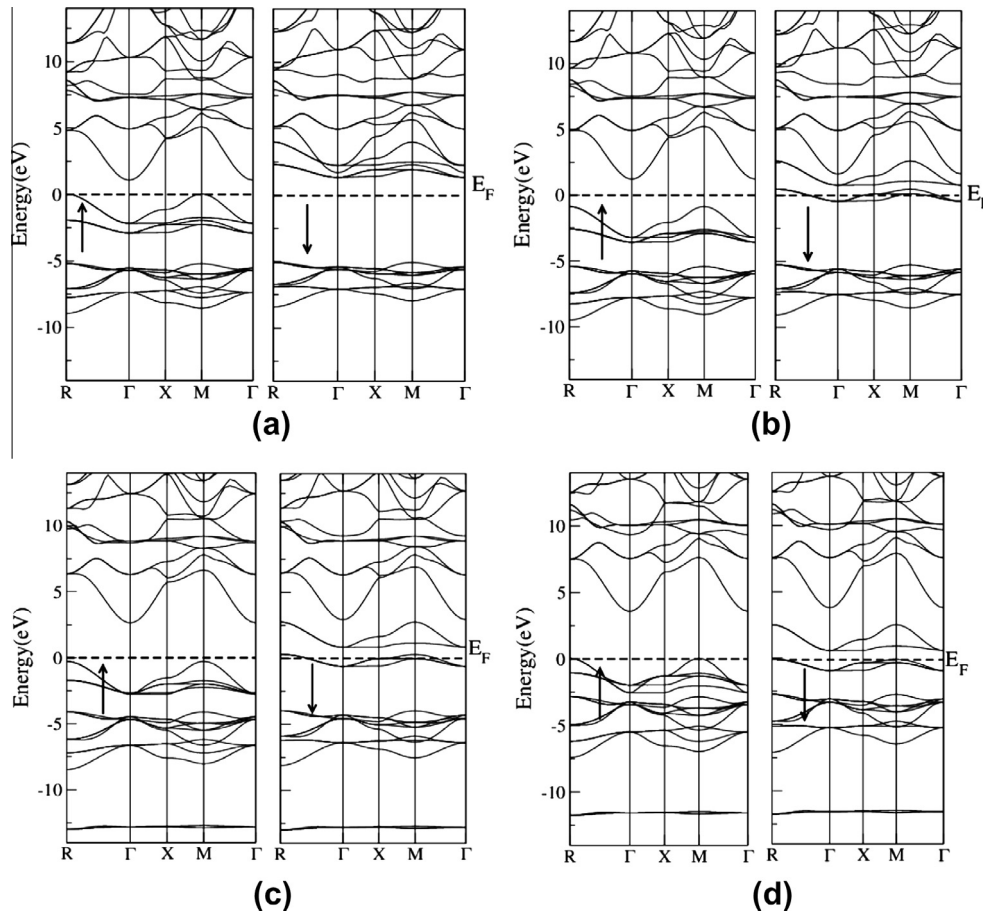 10
5
0
-5
-10
Energy(eV)
E_F
R Γ X M Γ
R Γ X M Γ
(a)
10
5
0
-5
-10
Energy(eV)
E_F
R Γ X M Γ
R Γ X M Γ
(b)
10
5
0
-5
-10
Energy(eV)
E_F
R Γ X M Γ
R Γ X M Γ
(c)
10
5
0
-5
-10
Energy(eV)
E_F
R Γ X M Γ
R Γ X M Γ
(d)